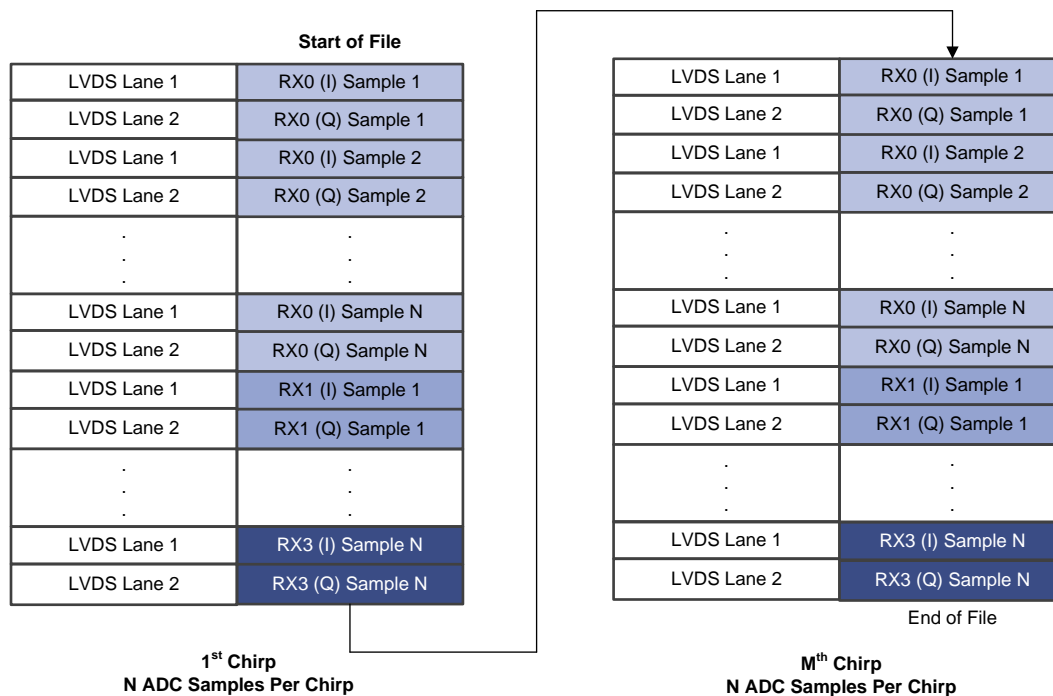 Start of File
LVDS Lane 1 RX0 (I) Sample 1
LVDS Lane 2 RX0 (Q) Sample 1
LVDS Lane 1 RX0 (I) Sample 2
LVDS Lane 2 RX0 (Q) Sample 2
. .
. .
. .
LVDS Lane 1 RX0 (I) Sample N
LVDS Lane 2 RX0 (Q) Sample N
LVDS Lane 1 RX1 (I) Sample 1
LVDS Lane 2 RX1 (Q) Sample 1
. .
. .
. .
LVDS Lane 1 RX3 (I) Sample N
LVDS Lane 2 RX3 (Q) Sample N
1st Chirp
N ADC Samples Per Chirp
LVDS Lane 1 RX0 (I) Sample 1
LVDS Lane 2 RX0 (Q) Sample 1
LVDS Lane 1 RX0 (I) Sample 2
LVDS Lane 2 RX0 (Q) Sample 2
. .
. .
. .
LVDS Lane 1 RX0 (I) Sample N
LVDS Lane 2 RX0 (Q) Sample N
LVDS Lane 1 RX1 (I) Sample 1
LVDS Lane 2 RX1 (Q) Sample 1
. .
. .
. .
LVDS Lane 1 RX3 (I) Sample N
LVDS Lane 2 RX3 (Q) Sample N
End of File
Mth Chirp
N ADC Samples Per Chirp